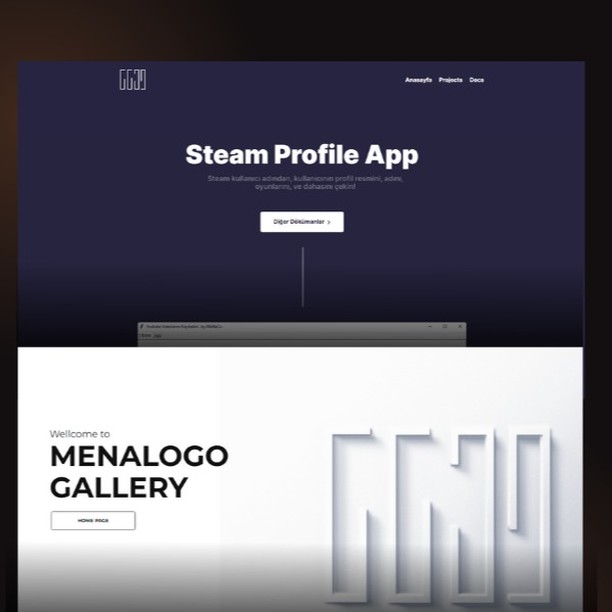 Anasayfa Projects Docs
Steam Profile App
Steam kullanıcı adından, kullanıcının profil resmini, adını,
oyunlarını, ve dahasını çekin!
Diğer Dökümanlar >
Wellcome to
MENALOGO
GALLERY
HOME PAGE